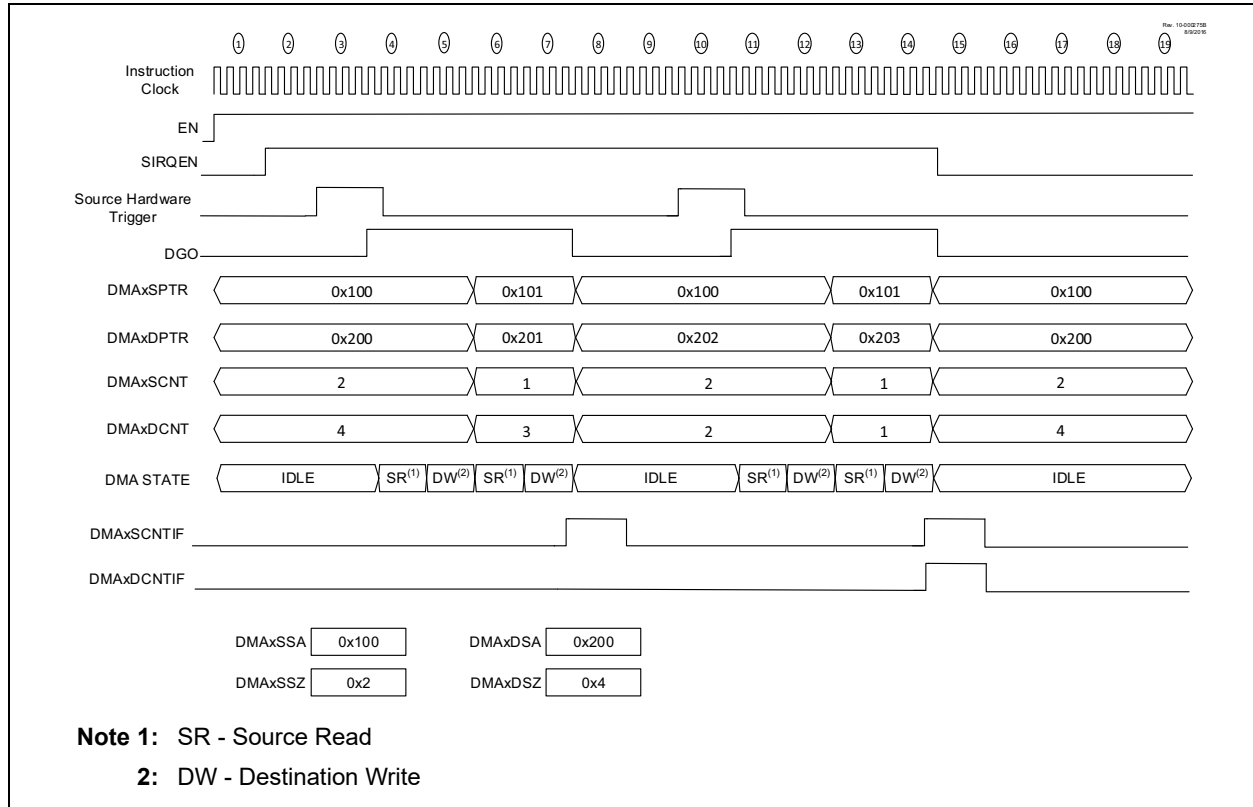 Rev. 10-000275B
8/9/2016
1 2 3 4 5 6 7 8 9 10 11 12 13 14 15 16 17 18 19
Instruction
Clock
EN
SIRQEN
Source Hardware
Trigger
DGO
DMAxSPTR 0x100 0x101 0x100 0x101 0x100
DMAxDPTR 0x200 0x201 0x202 0x203 0x200
DMAxSCNT 2 1 2 1 2
DMAxDCNT 4 3 2 1 4
DMA STATE IDLE SR(1) DW(2) SR(1) DW(2) IDLE SR(1) DW(2) SR(1) DW(2) IDLE
DMAxSCNTIF
DMAxDCNTIF
DMAxSSA 0x100 DMAxDSA 0x200
DMAxSSZ 0x2 DMAxDSZ 0x4
Note 1: SR - Source Read
2: DW - Destination Write